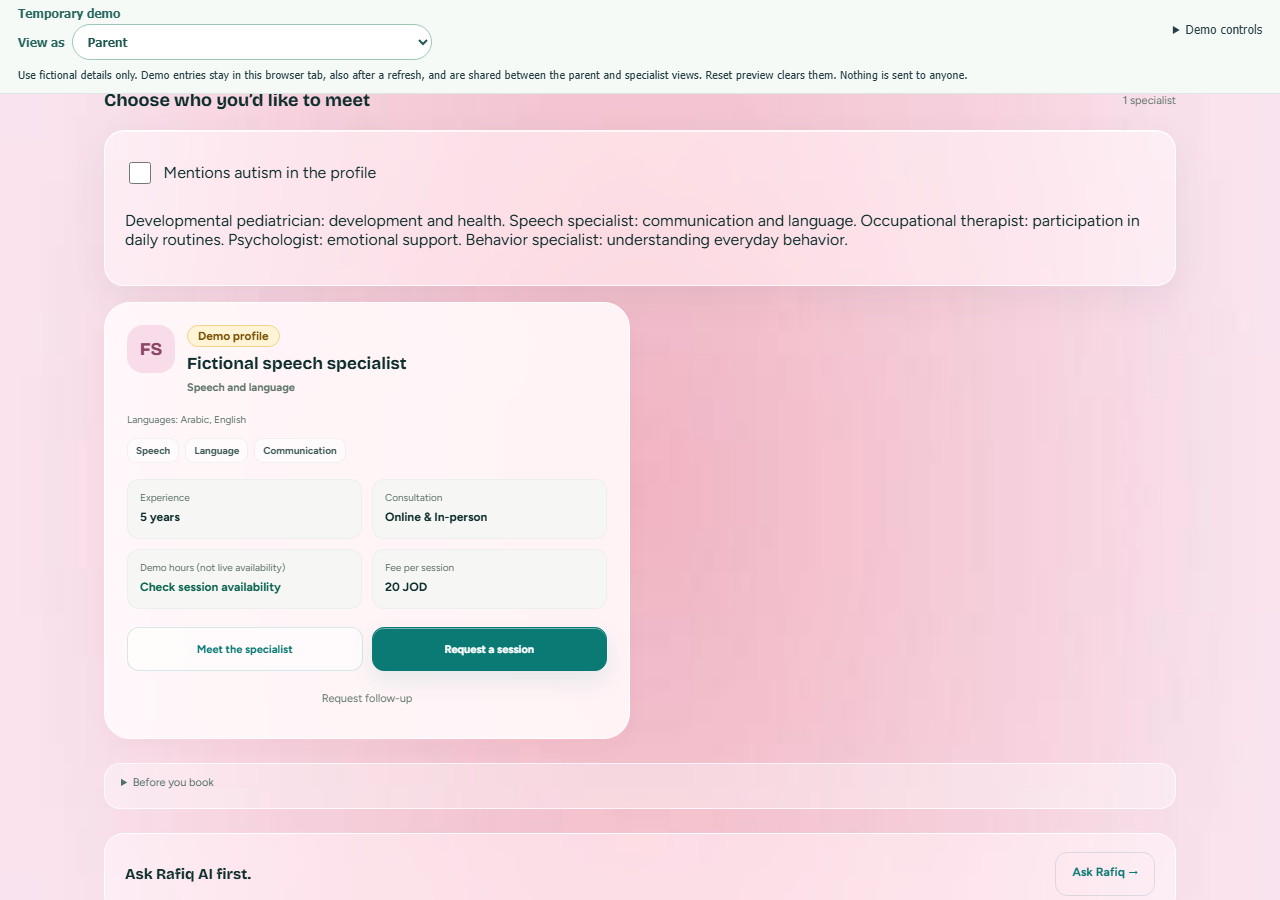 Temporary demo
View as
Parent
Demo controls
Use fictional details only. Demo entries stay in this browser tab, also after a refresh, and are shared between the parent and specialist views. Reset preview clears them. Nothing is sent to anyone.
Choose who you'd like to meet
1 specialist
Mentions autism in the profile
Developmental pediatrician: development and health. Speech specialist: communication and language. Occupational therapist: participation in
daily routines. Psychologist: emotional support. Behavior specialist: understanding everyday behavior.
FS
Demo profile
Fictional speech specialist
Speech and language
Languages: Arabic, English
Speech
Language
Communication
Experience
5 years
Consultation
Online & In-person
Demo hours (not live availability)
Check session availability
Fee per session
20 JOD
Meet the specialist
Request a session
Request follow-up
Before you book
Ask Rafiq AI first.
Ask Rafiq →